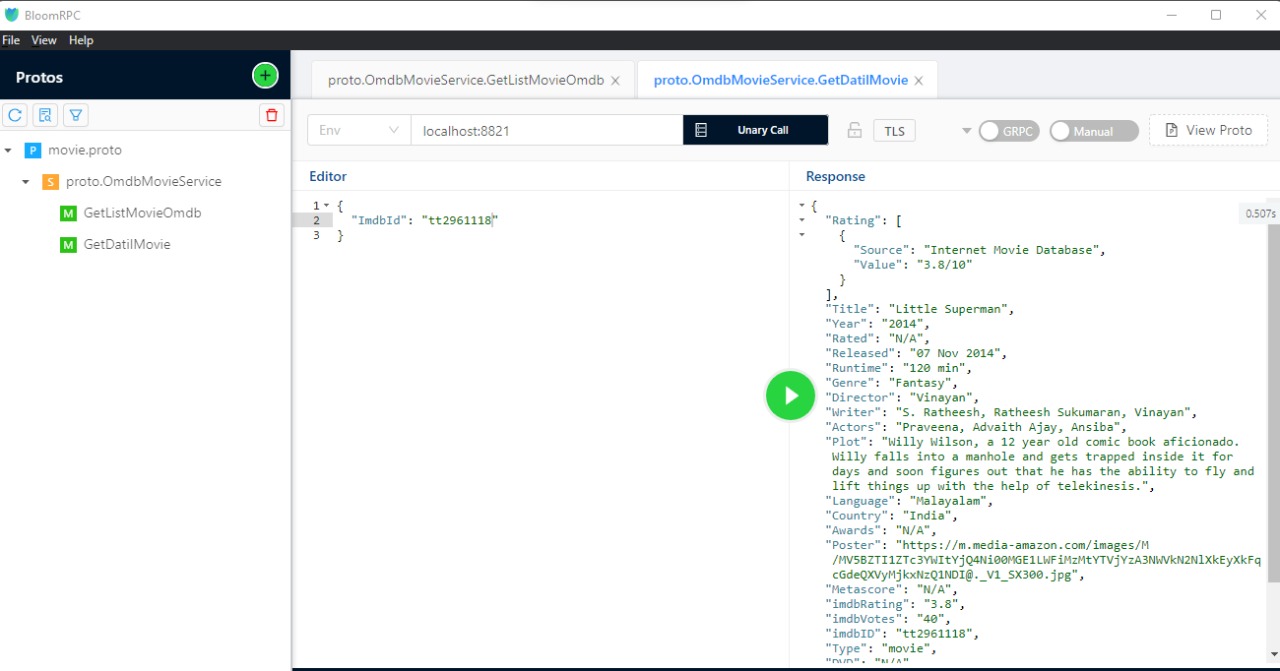 BloomRPC
File View Help
Protos
proto.OmdbMovieService.GetListMovieOmdb
proto.OmdbMovieService.GetDatilMovie
Env
localhost:8821
Unary Call
TLS
GRPC
Manual
View Proto
P movie.proto
S proto.OmdbMovieService
M GetListMovieOmdb
M GetDatilMovie
Editor
1 {
2 "ImdbId": "tt2961118"
3 }
Response
0.507s
{
"Rating": [
{
"Source": "Internet Movie Database",
"Value": "3.8/10"
}
],
"Title": "Little Superman",
"Year": "2014",
"Rated": "N/A",
"Released": "07 Nov 2014",
"Runtime": "120 min",
"Genre": "Fantasy",
"Director": "Vinayan",
"Writer": "S. Ratheesh, Ratheesh Sukumaran, Vinayan",
"Actors": "Praveena, Advaith Ajay, Ansiba",
"Plot": "Willy Wilson, a 12 year old comic book aficionado.
Willy falls into a manhole and gets trapped inside it for
days and soon figures out that he has the ability to fly and
lift things up with the help of telekinesis.",
"Language": "Malayalam",
"Country": "India",
"Awards": "N/A",
"Poster": "https://m.media-amazon.com/images/M
/MV5BZTI1ZTc3YWItYjQ4Ni00MGE1LWFiMzMtYTVjYzA3NWVkN2NlXkEyXkFq
cGdeQXVyMjkxNzQ1NDI@._V1_SX300.jpg",
"Metascore": "N/A",
"imdbRating": "3.8",
"imdbVotes": "40",
"imdbID": "tt2961118",
"Type": "movie",
"DVD": "N/A"